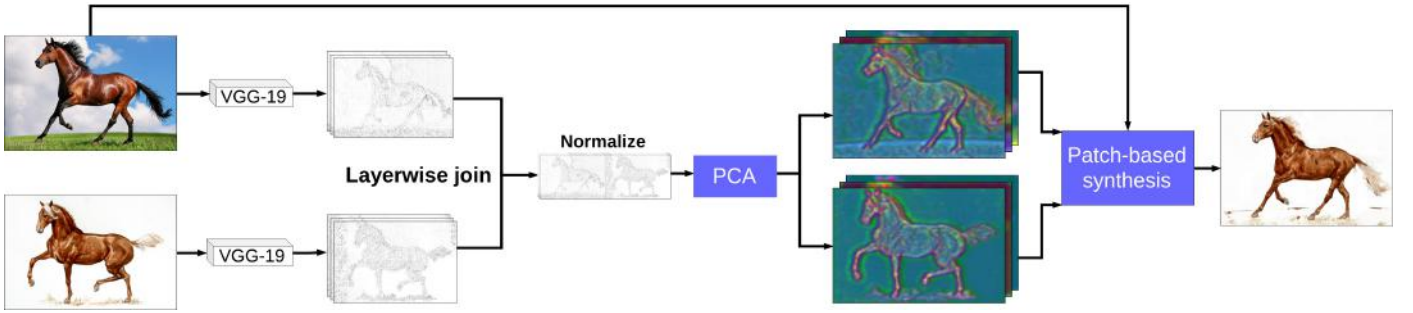 VGG-19
VGG-19
Layerwise join
Normalize
PCA
Patch-based
synthesis